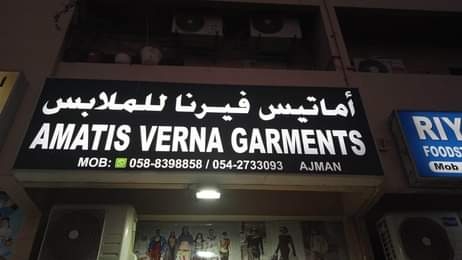 أماتيس فيرنا للملابس
AMATIS VERNA GARMENTS
MOB: 058-8398858 / 054-2733093 AJMAN
RIY
FOODST
Mob